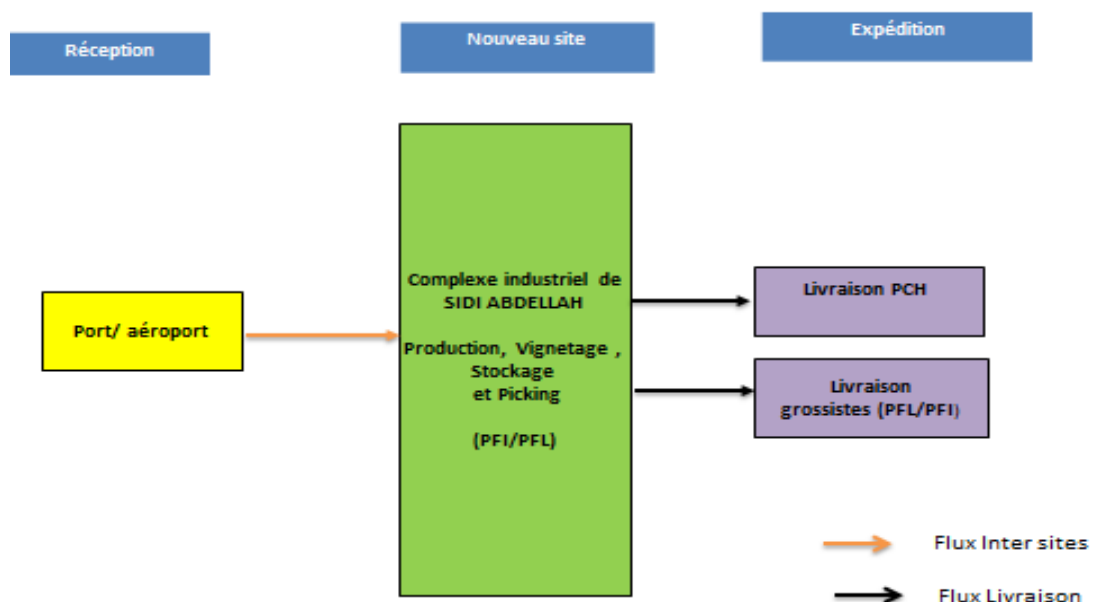 Réception
Nouveau site
Expédition
Port/ aéroport
Complexe industriel de
SIDI ABDELLAH
Production, Vignetage ,
Stockage
et Picking
(PFI/PFL)
Livraison PCH
Livraison
grossistes (PFL/PFI)
Flux Inter sites
Flux Livraison